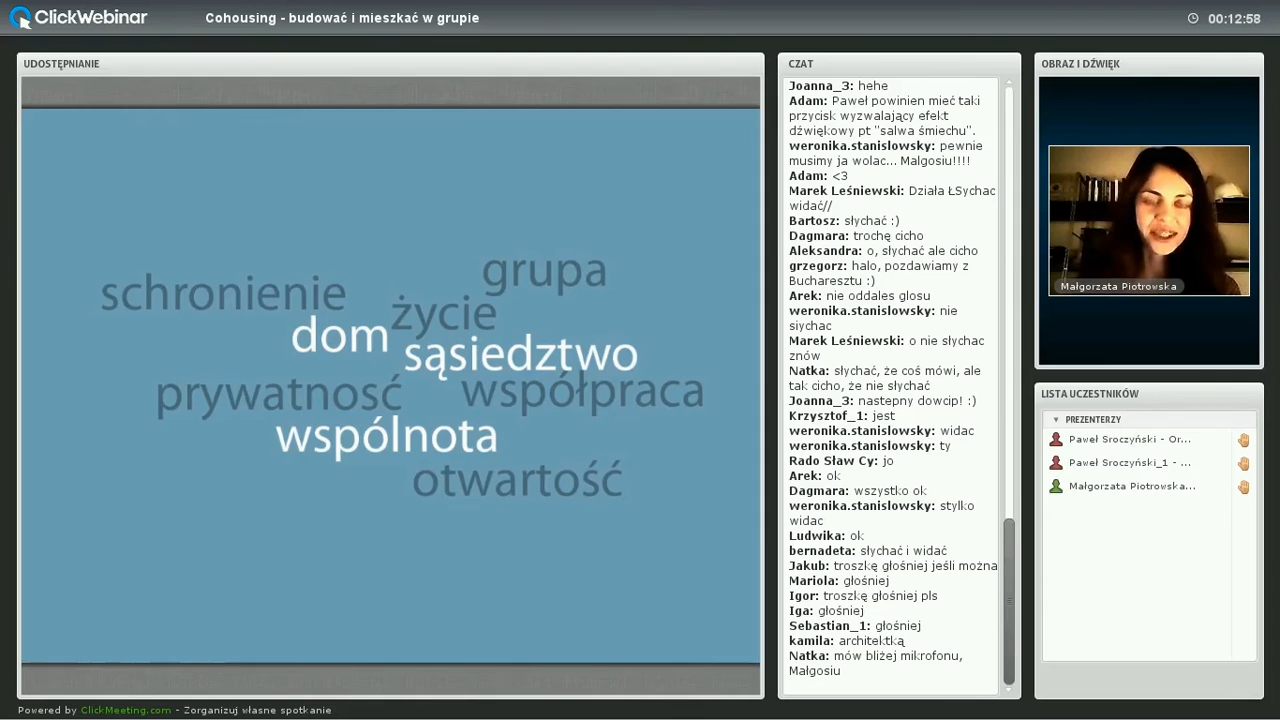 ClickWebinar
Cohousing - budować i mieszkać w grupie
00:12:58
UDOSTĘPNIANIE
schronienie
grupa
życie
dom
sąsiedztwo
prywatność
współpraca
wspólnota
otwartość
CZAT
Joanna_3: hehe
Adam: Paweł powinien mieć taki
przycisk wyzwalający efekt
dźwiękowy pt "salwa śmiechu".
weronika.stanislowsky: pewnie
musimy ja wolac... Malgosiu!!!!
Adam: <3
Marek Leśniewski: Działa ŁSychac
widać//
Bartosz: słychać :)
Dagmara: trochę cicho
Aleksandra: o, słychać ale cicho
grzegorz: halo, pozdawiamy z
Bucharesztu :)
Arek: nie oddales glosu
weronika.stanislowsky: nie
siychac
Marek Leśniewski: o nie słychac
znów
Natka: słychać, że coś mówi, ale
tak cicho, że nie słychać
Joanna_3: nastepny dowcip! :)
Krzysztof_1: jest
weronika.stanislowsky: widac
weronika.stanislowsky: ty
Rado Sław Cy: jo
Arek: ok
Dagmara: wszystko ok
weronika.stanislowsky: stylko
widac
Ludwika: ok
bernadeta: słychać i widać
Jakub: troszkę głośniej jeśli można
Mariola: głośniej
Igor: troszkę głośniej pls
Iga: głośniej
Sebastian_1: głośniej
kamila: architektką
Natka: mów bliżej mikrofonu,
Małgosiu
OBRAZ I DŹWIĘK
Małgorzata Piotrowska
LISTA UCZESTNIKÓW
PREZENTERZY
Paweł Sroczyński - Or...
Paweł Sroczyński_1 - ...
Małgorzata Piotrowska...
Powered by ClickMeeting.com - Zorganizuj własne spotkanie